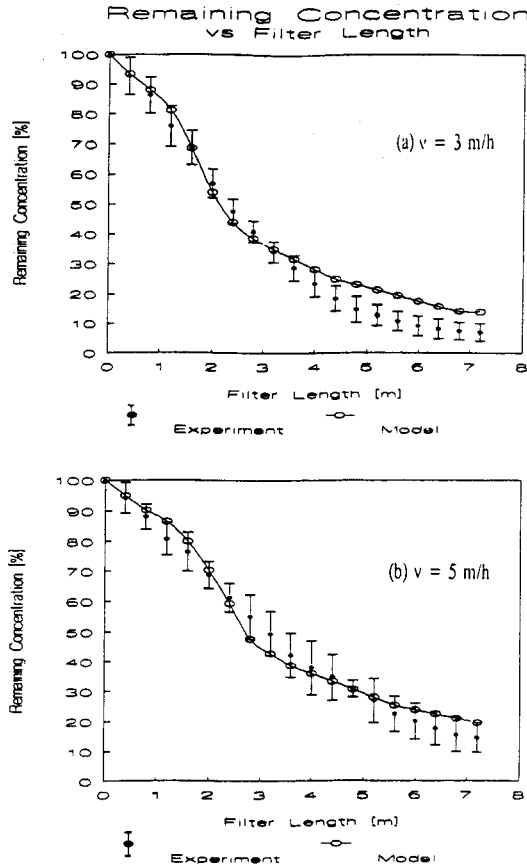 Remaining Concentration
vs Filter Length
Remaining Concentration [%]
100
90
80
70
60
50
40
30
20
10
0
(a) v = 3 m/h
0 1 2 3 4 5 6 7 8
Filter Length [m]
Experiment Model
Remaining Concentration [%]
100
90
80
70
60
50
40
30
20
10
0
(b) v = 5 m/h
0 1 2 3 4 5 6 7 8
Filter Length [m]
Experiment Model